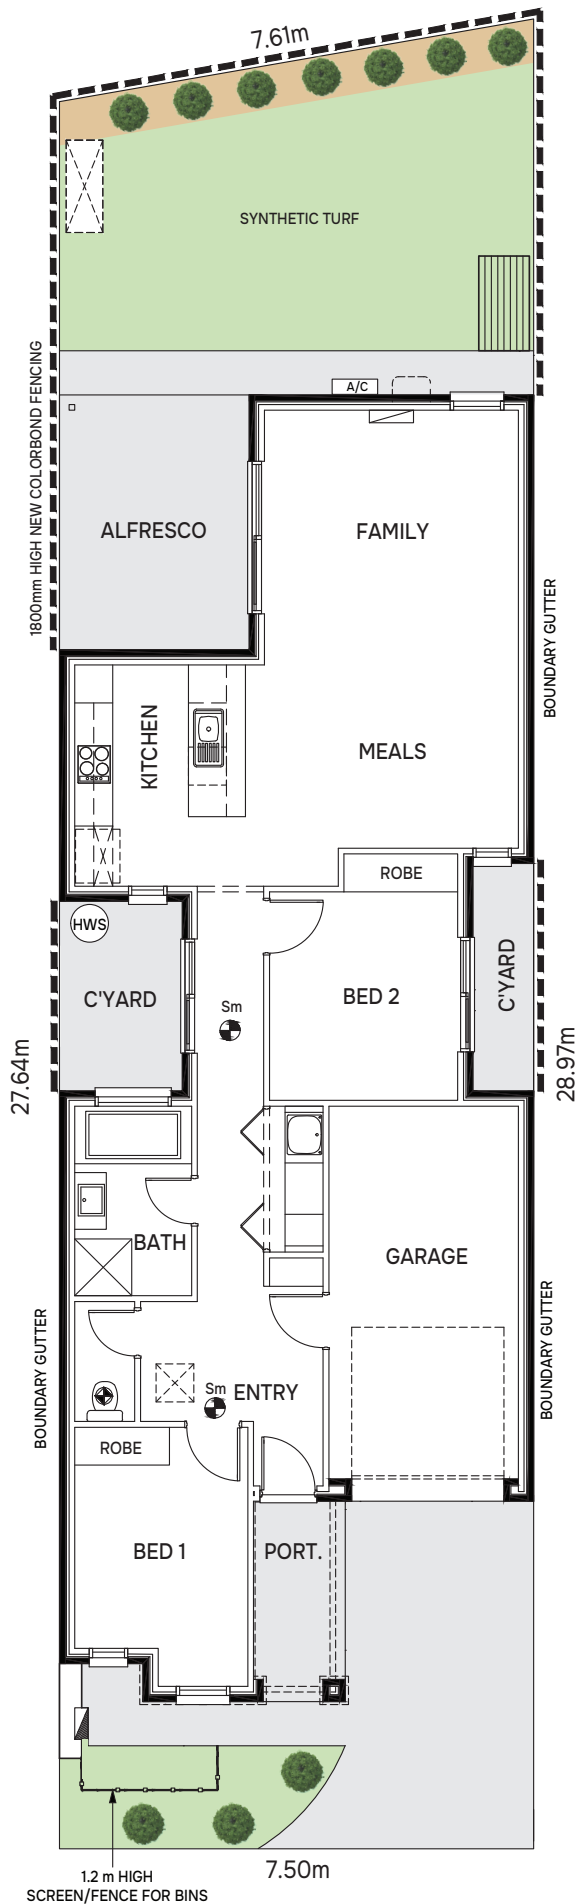 7.61m
SYNTHETIC TURF
1800mm HIGH NEW COLORBOND FENCING
A/C
ALFRESCO
FAMILY
BOUNDARY GUTTER
KITCHEN
MEALS
ROBE
HWS
C'YARD
BED 2
C'YARD
Sm
27.64m
28.97m
BATH
GARAGE
BOUNDARY GUTTER
BOUNDARY GUTTER
Sm
ENTRY
ROBE
BED 1
PORT.
7.50m
1.2 m HIGH
SCREEN/FENCE FOR BINS